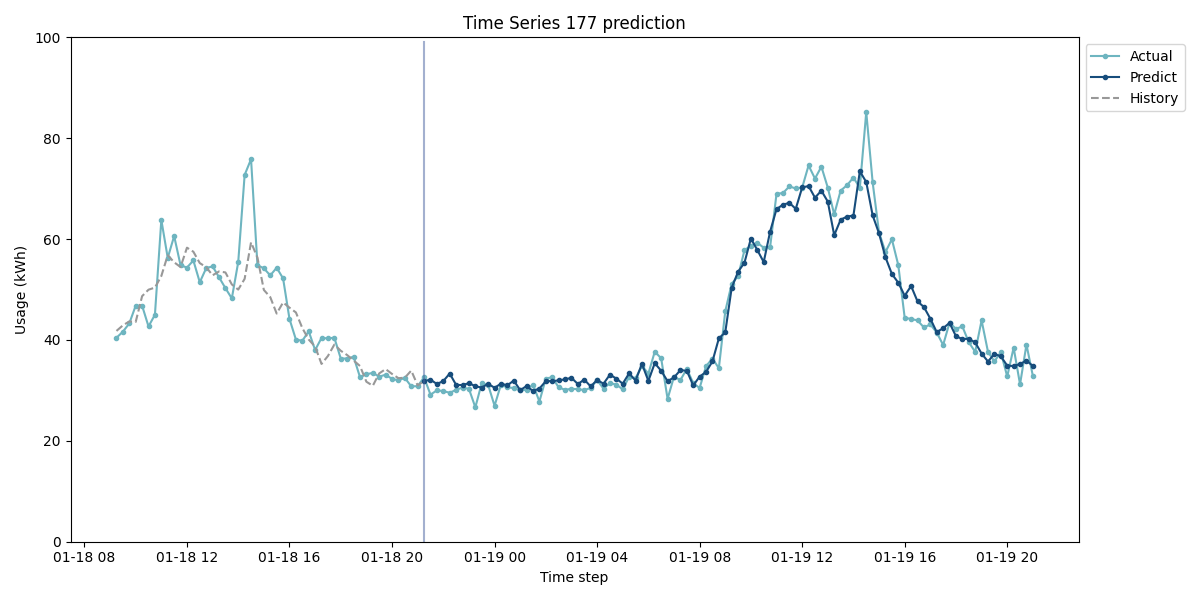 Time Series 177 prediction
Usage (kWh)
100
80
60
40
20
0
01-18 08
01-18 12
01-18 16
01-18 20
01-19 00
01-19 04
01-19 08
01-19 12
01-19 16
01-19 20
Time step
Actual
Predict
History